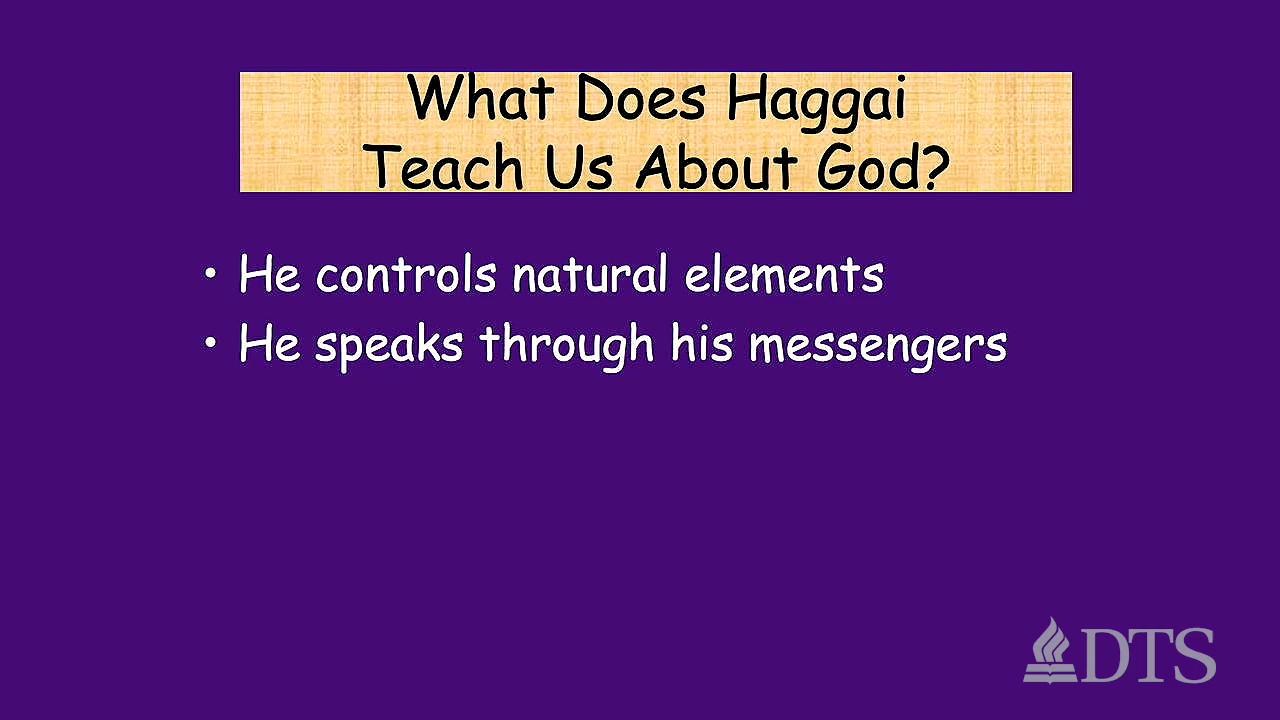 What Does Haggai
Teach Us About God?
• He controls natural elements
• He speaks through his messengers
DTS